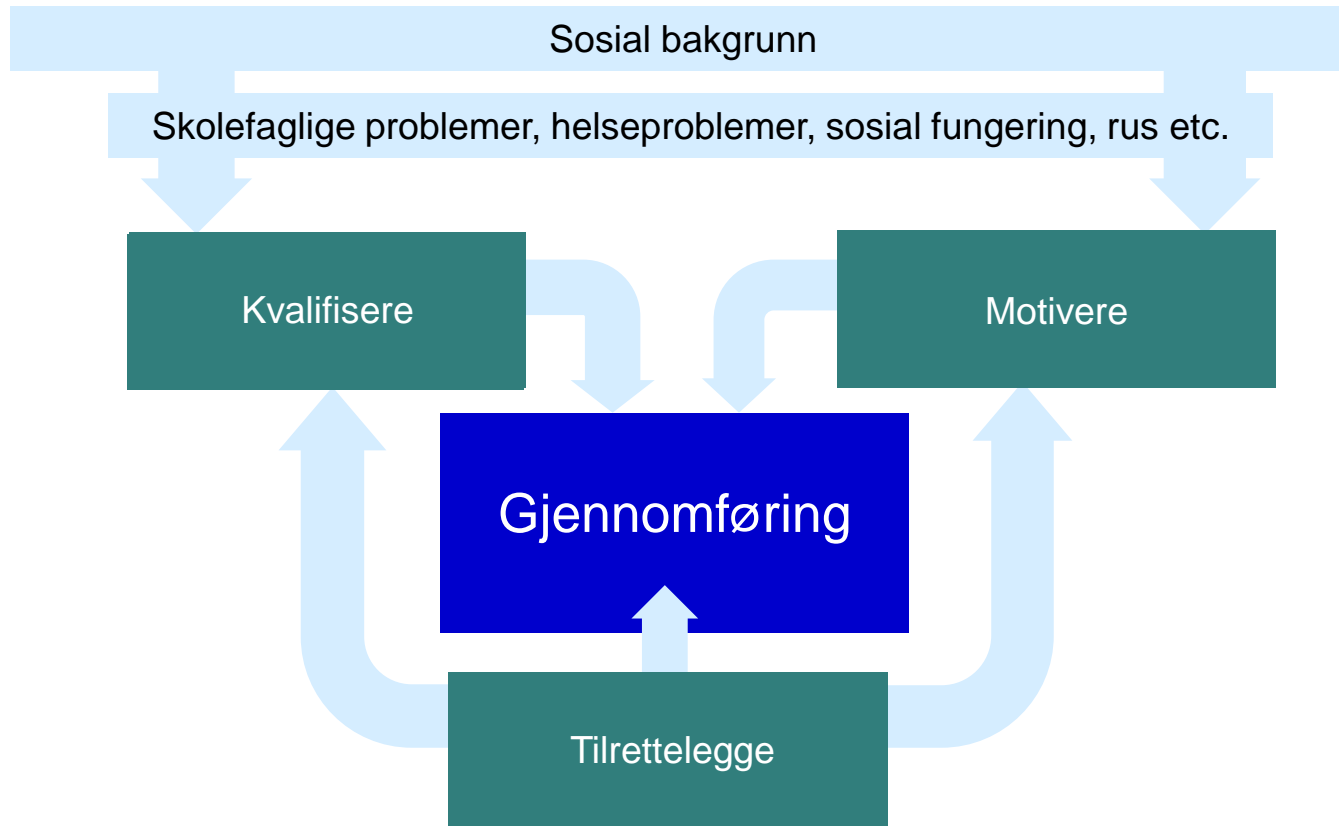 Sosial bakgrunn
Skolefaglige problemer, helseproblemer, sosial fungering, rus etc.
Kvalifisere
Motivere
Gjennomføring
Tilrettelegge